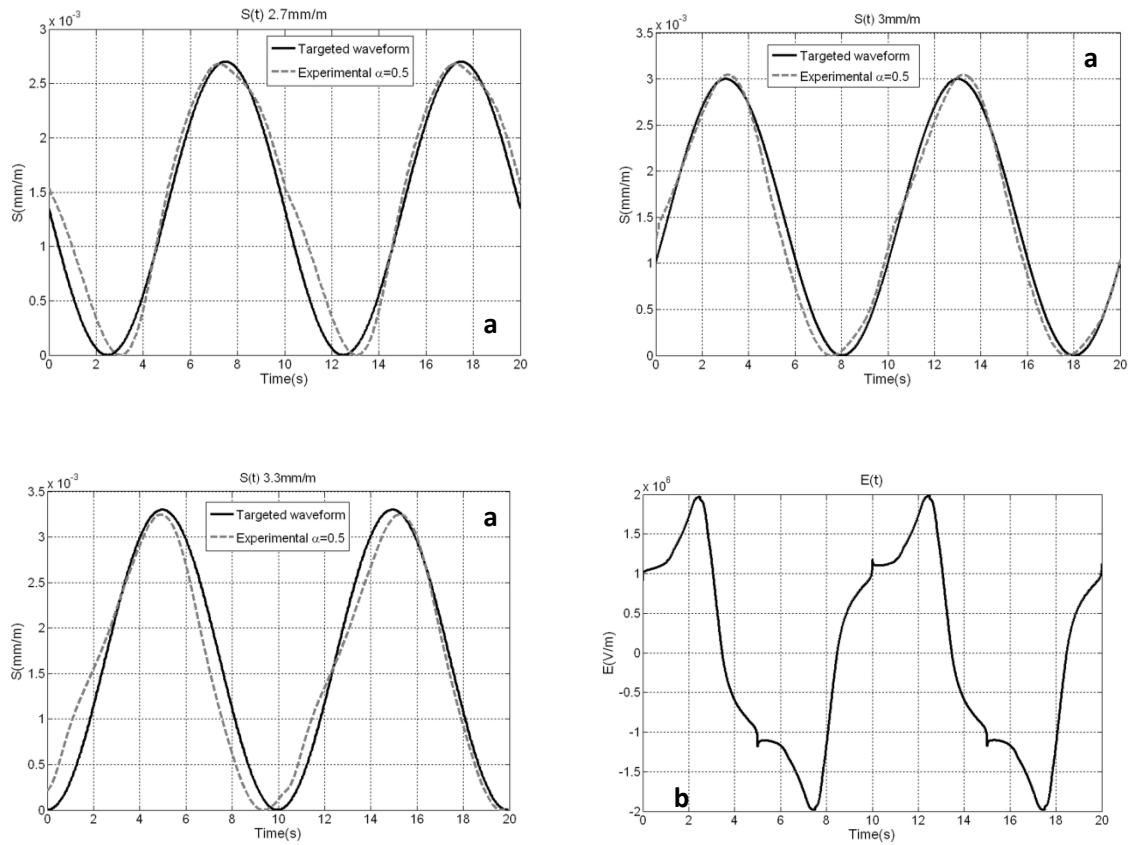 S(t) 2.7mm/m
x 10⁻³
3
2.5
2
1.5
1
0.5
0
S(mm/m)
Targeted waveform
Experimental α=0.5
a
0 2 4 6 8 10 12 14 16 18 20
Time(s)
S(t) 3mm/m
x 10⁻³
3.5
3
2.5
2
1.5
1
0.5
0
S(mm/m)
Targeted waveform
Experimental α=0.5
a
0 2 4 6 8 10 12 14 16 18 20
Time(s)
S(t) 3.3mm/m
x 10⁻³
3.5
3
2.5
2
1.5
1
0.5
0
S(mm/m)
Targeted waveform
Experimental α=0.5
a
0 2 4 6 8 10 12 14 16 18 20
Time(s)
E(t)
x 10⁶
2
1.5
1
0.5
0
-0.5
-1
-1.5
-2
E(V/m)
b
0 2 4 6 8 10 12 14 16 18 20
Time(s)